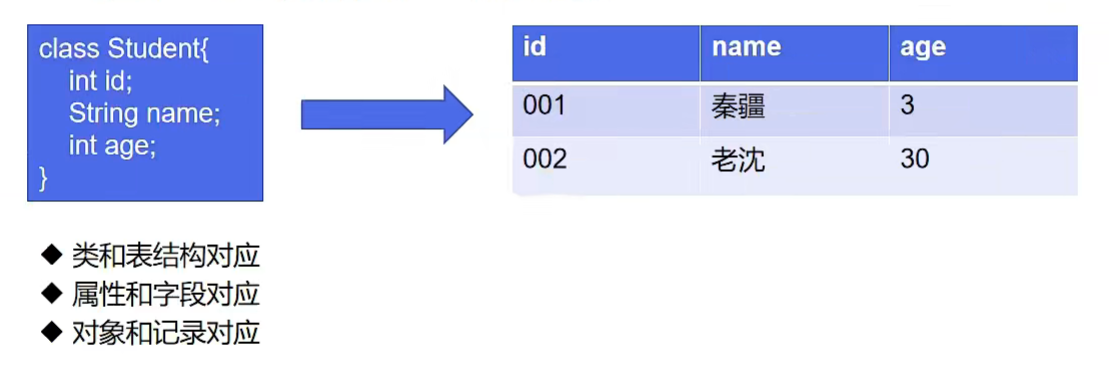 class Student{
int id;
String name;
int age;
}
id name age
001 秦疆 3
002 老沈 30
◆ 类和表结构对应
◆ 属性和字段对应
◆ 对象和记录对应